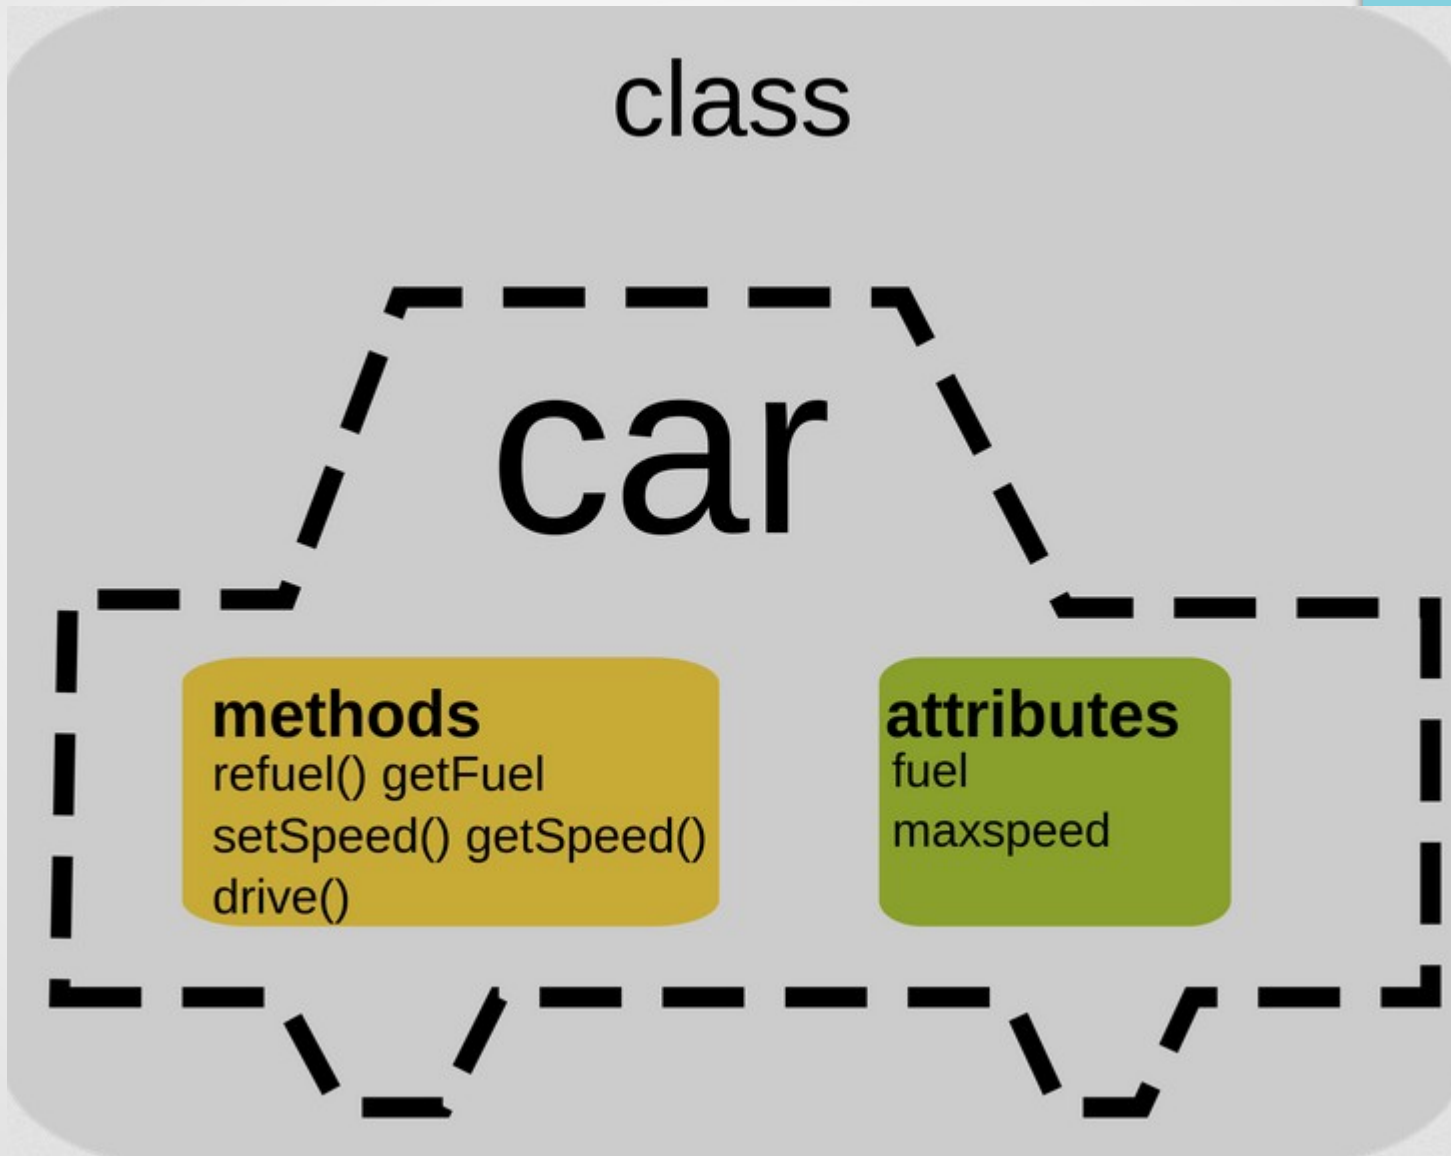 class
car
methods
refuel() getFuel
setSpeed() getSpeed()
drive()
attributes
fuel
maxspeed